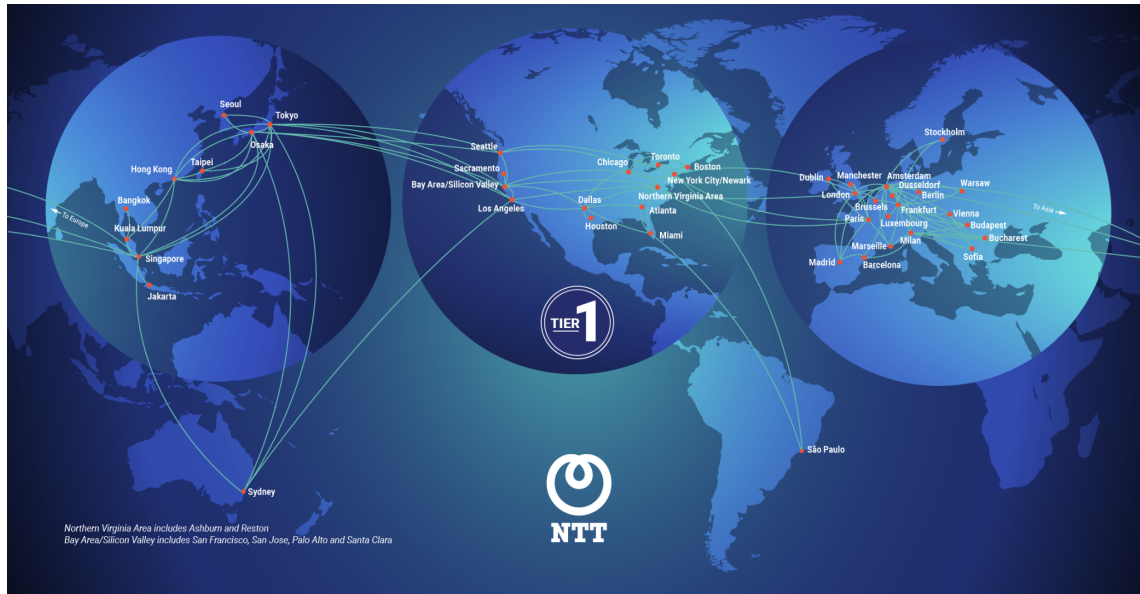 Seoul
Tokyo
Osaka
Hong Kong
Taipei
Bangkok
To Europe
Kuala Lumpur
Singapore
Jakarta
Sydney
Seattle
Sacramento
Bay Area/Silicon Valley
Los Angeles
Chicago
Toronto
Boston
New York City/Newark
Northern Virginia Area
Dallas
Atlanta
Houston
Miami
São Paulo
Stockholm
Dublin
Manchester
Amsterdam
Düsseldorf
London
Berlin
Warsaw
Brussels
Frankfurt
To Asia
Paris
Luxembourg
Vienna
Budapest
Marseille
Milan
Bucharest
Madrid
Barcelona
Sofia
TIER 1
NTT
Northern Virginia Area includes Ashburn and Reston
Bay Area/Silicon Valley includes San Francisco, San Jose, Palo Alto and Santa Clara